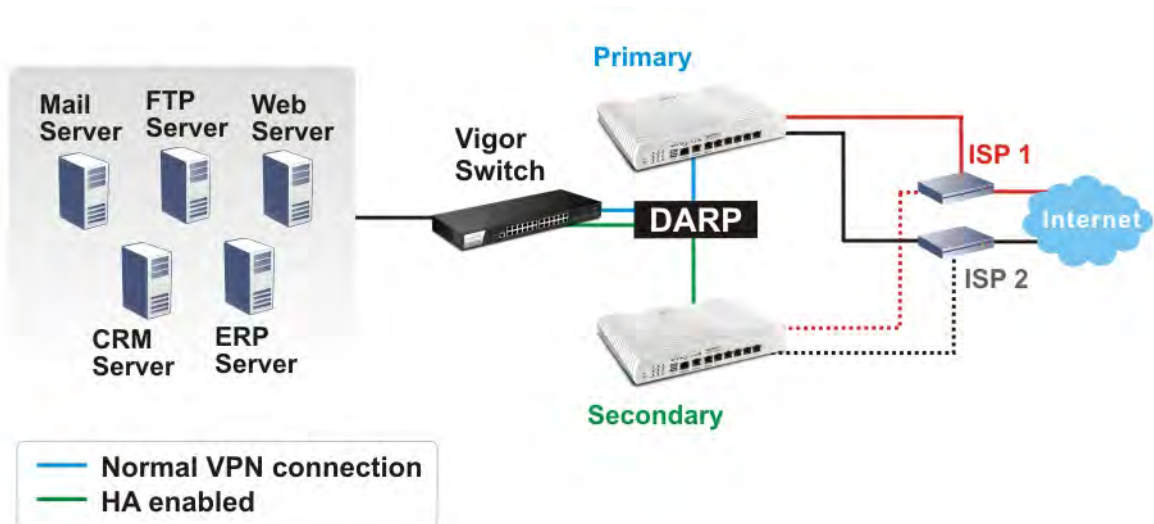 Primary
Mail
Server
FTP
Server
Web
Server
Vigor
Switch
ISP 1
DARP
Internet
ISP 2
CRM
Server
ERP
Server
Secondary
Normal VPN connection
HA enabled